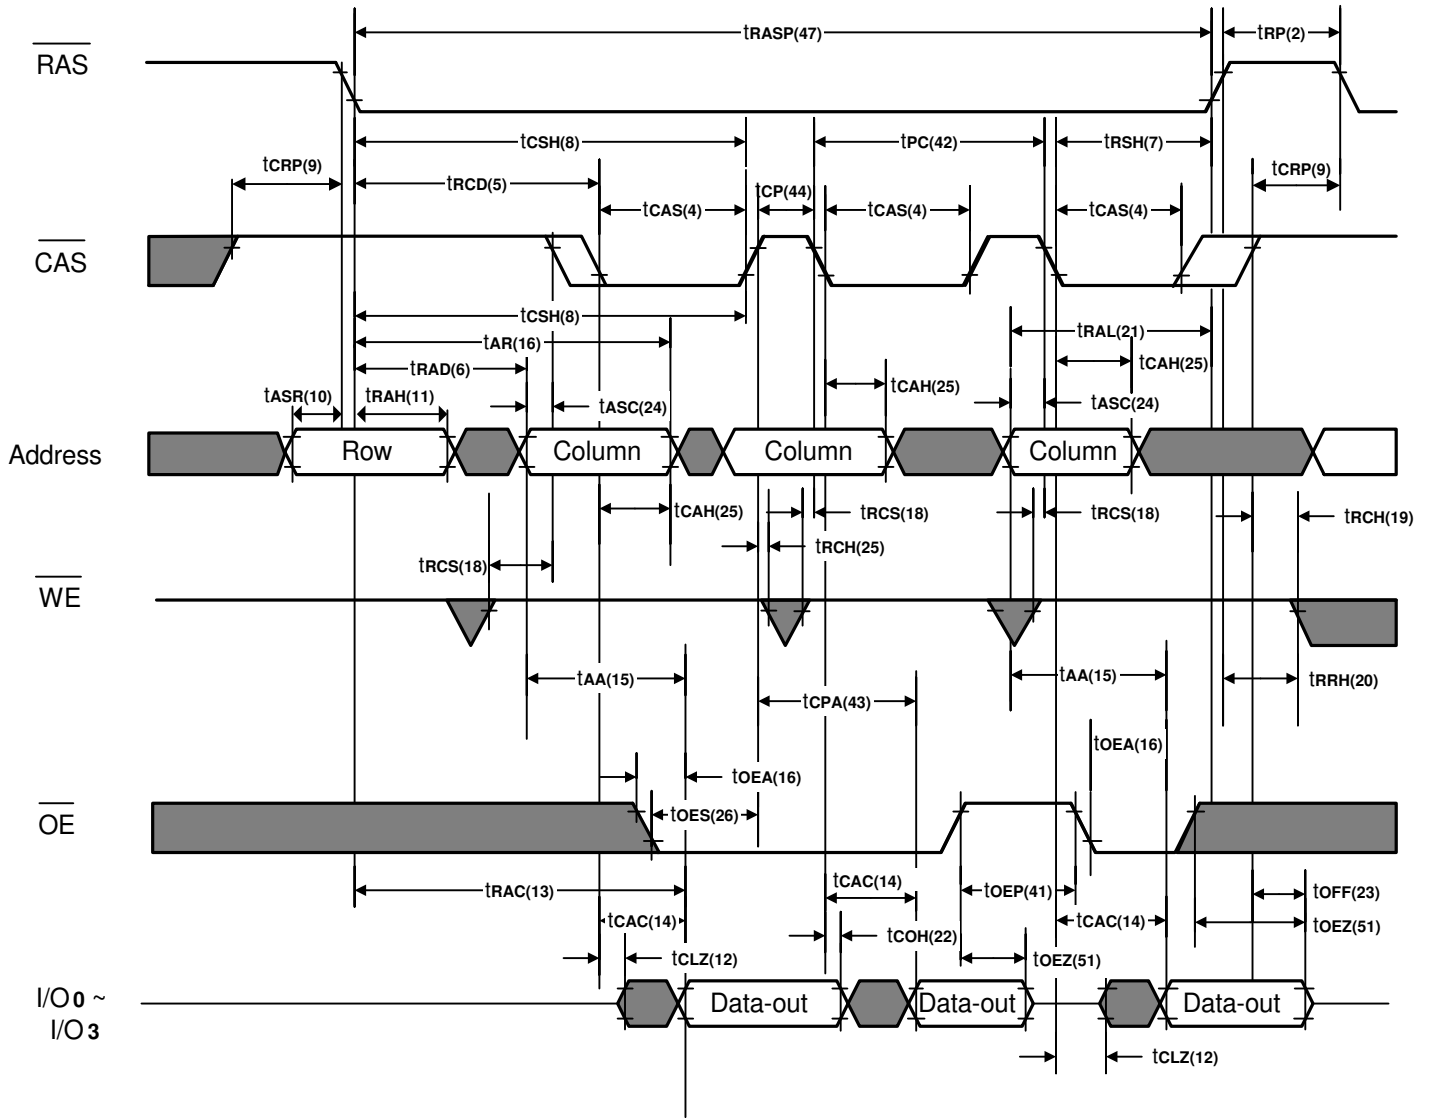 tRASP(47) tRP(2)
RAS
tCSH(8) tPC(42) tRSH(7)
tCRP(9) tRCD(5) tCP(44) tCRP(9)
tCAS(4) tCAS(4) tCAS(4)
CAS
tCSH(8)
tRAL(21)
tAR(16)
tRAD(6) tCAH(25)
tASR(10) tRAH(11) tASC(24) tCAH(25) tASC(24)
Address Row Column Column Column
tCAH(25) tRCS(18) tRCS(18) tRCH(19)
tRCS(18) tRCH(25)
WE
tAA(15) tAA(15) tRRH(20)
tCPA(43)
tOEA(16)
tOEA(16)
OE tOES(26)
tRAC(13) tCAC(14) tOEP(41) tOFF(23)
tCAC(14) tCOH(22) tCAC(14) tOEZ(51)
tCLZ(12) tOEZ(51)
I/O0 ~ Data-out Data-out Data-out
I/O3
tCLZ(12)